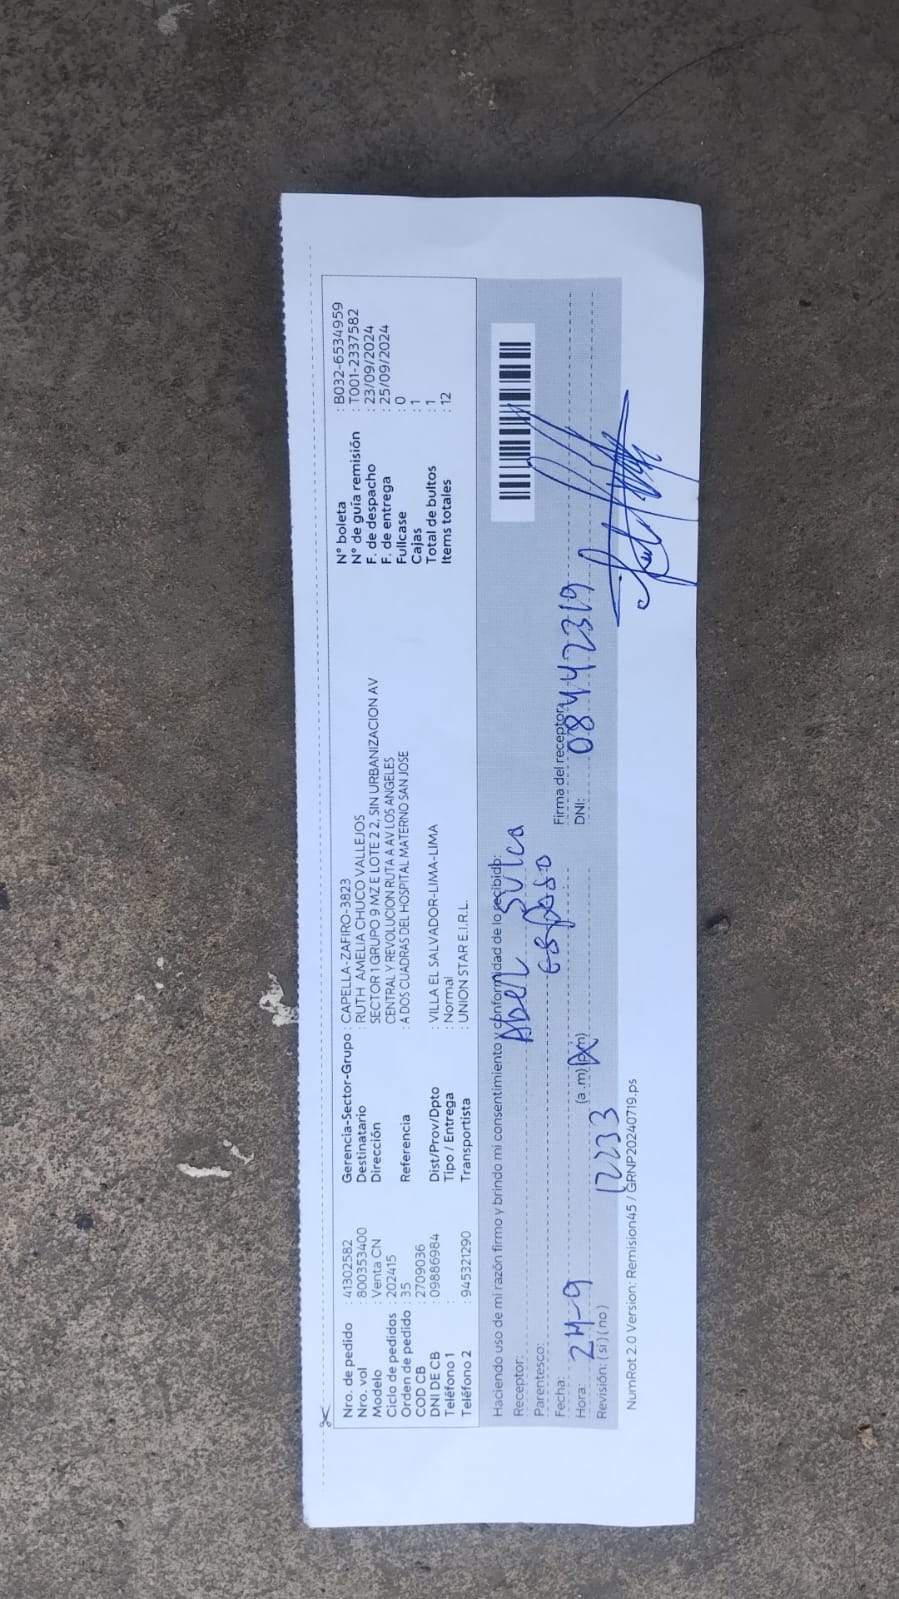 Nro. de pedido : 41302582
Nro. vol : 800353400
Modelo : Venta CN
Ciclo de pedidos : 202415
Orden de pedido : 35
COD CB : 2709036
DNI DE CB : 09886984
Teléfono 1 :
Teléfono 2 : 945321290
Gerencia-Sector-Grupo : CAPELLA-ZAFIRO-3823
Destinatario : RUTH AMELIA CHUCO VALLEJOS
Dirección : SECTOR 1 GRUPO 9 MZ E LOTE 22, SIN URBANIZACION AV
CENTRAL Y REVOLUCION RUTA A AV LOS ANGELES
Referencia : A DOS CUADRAS DEL HOSPITAL MATERNO SAN JOSE
Dist/Prov/Dpto : VILLA EL SALVADOR-LIMA-LIMA
Tipo / Entrega : Normal
Transportista : UNION STAR E.I.R.L.
N° boleta : B032-6534959
N° de guía remisión : T001-2337582
F. de despacho : 23/09/2024
F. de entrega : 25/09/2024
Fullcase : 0
Cajas : 1
Total de bultos : 1
Items totales : 12
Haciendo uso de mi razón firmo y brindo mi consentimiento y conformidad de lo recibido:
Receptor: Abel Sulca
Parentesco: esposo
Fecha: 24-9
Firma del receptor:
Hora: 1233 (a.m) (p.m)
DNI: 08442319
Revisión: (si) (no)
NumRot 2.0 Version: Remision45 / GRNP20240719.ps